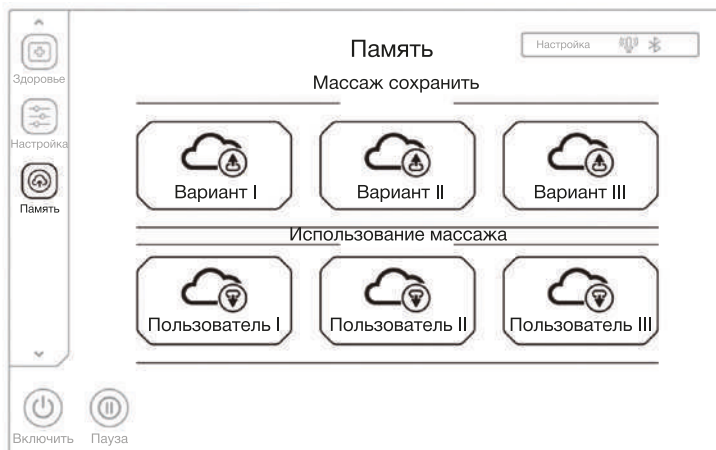 Память
Настройка
Массаж сохранить
Здоровье
Настройка
Память
Вариант I
Вариант II
Вариант III
Использование массажа
Пользователь I
Пользователь II
Пользователь III
Включить
Пауза